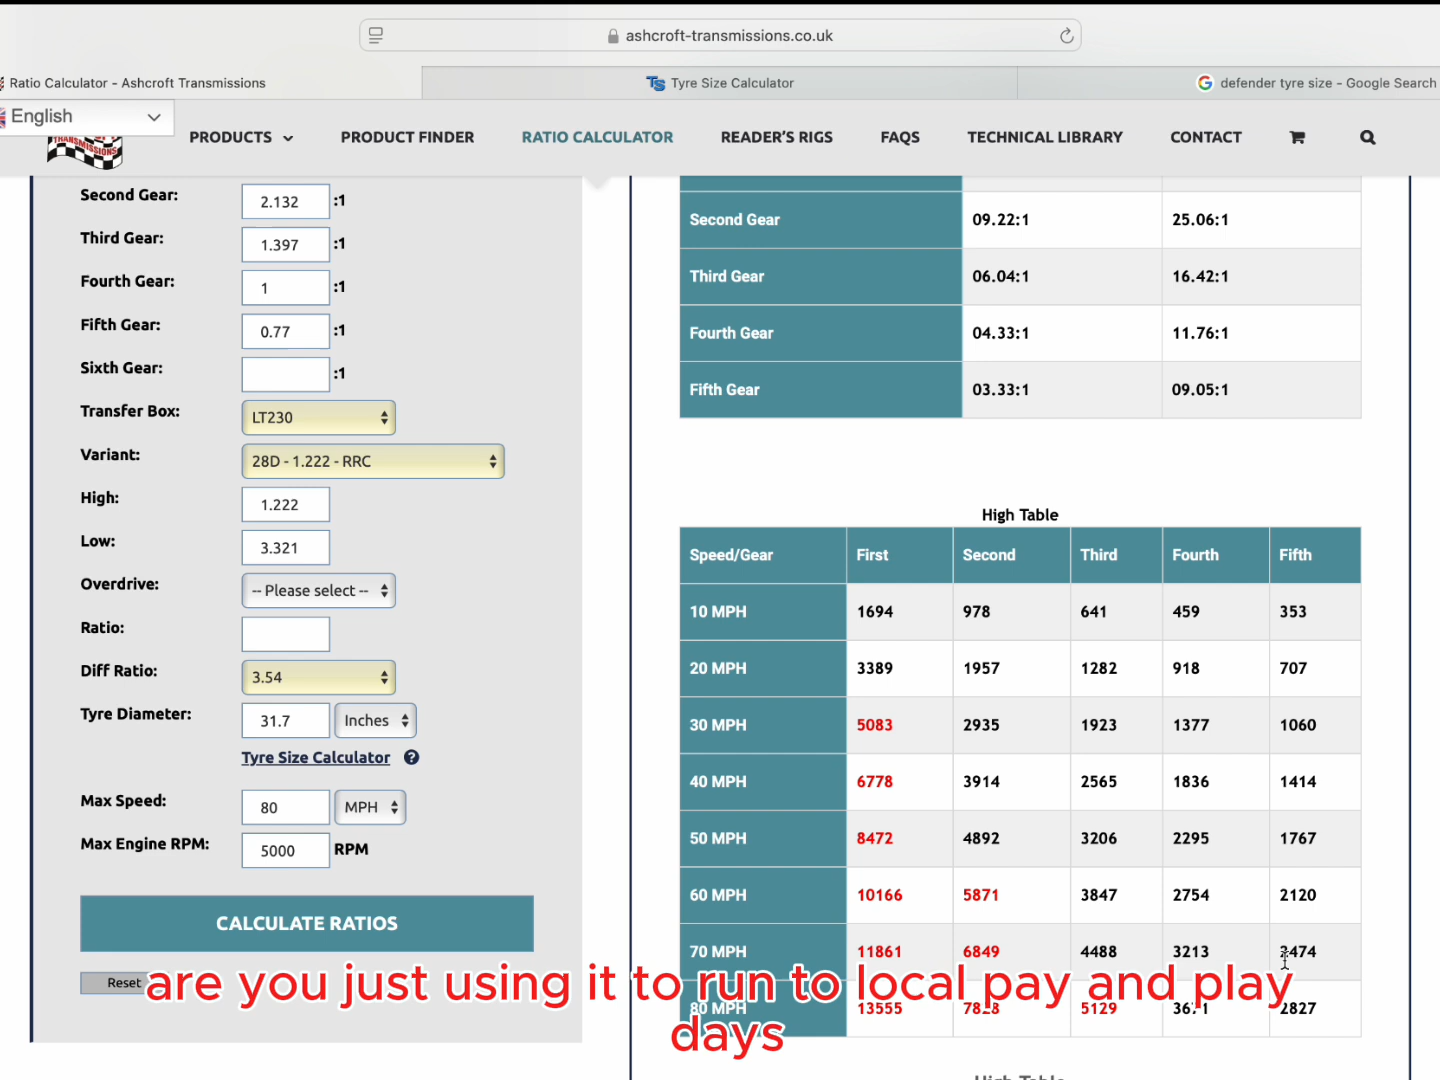 ashcroft-transmissions.co.uk
Ratio Calculator - Ashcroft Transmissions
TS Tyre Size Calculator
G defender tyre size - Google Search
English
TRANSMISSIONS
PRODUCTS
PRODUCT FINDER
RATIO CALCULATOR
READER'S RIGS
FAQS
TECHNICAL LIBRARY
CONTACT
Second Gear: 2.132 :1
Third Gear: 1.397 :1
Fourth Gear: 1 :1
Fifth Gear: 0.77 :1
Sixth Gear: :1
Transfer Box: LT230
Variant: 28D - 1.222 - RRC
High: 1.222
Low: 3.321
Overdrive: -- Please select --
Ratio:
Diff Ratio: 3.54
Tyre Diameter: 31.7 Inches
Tyre Size Calculator ?
Max Speed: 80 MPH
Max Engine RPM: 5000 RPM
CALCULATE RATIOS
Reset
Second Gear 09.22:1 25.06:1
Third Gear 06.04:1 16.42:1
Fourth Gear 04.33:1 11.76:1
Fifth Gear 03.33:1 09.05:1
High Table
Speed/Gear First Second Third Fourth Fifth
10 MPH 1694 978 641 459 353
20 MPH 3389 1957 1282 918 707
30 MPH 5083 2935 1923 1377 1060
40 MPH 6778 3914 2565 1836 1414
50 MPH 8472 4892 3206 2295 1767
60 MPH 10166 5871 3847 2754 2120
70 MPH 11861 6849 4488 3213 2474
80 MPH 13555 7828 5129 3671 2827
are you just using it to run to local pay and play
days
High Table